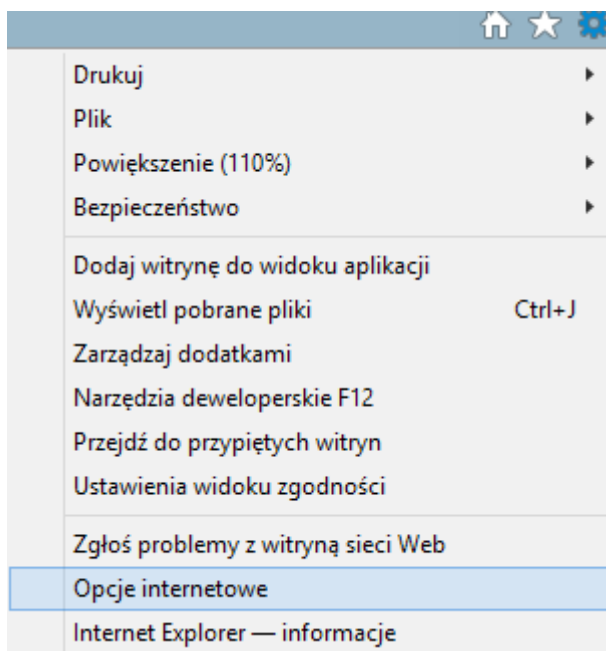 Drukuj
Plik
Powiększenie (110%)
Bezpieczeństwo
Dodaj witrynę do widoku aplikacji
Wyświetl pobrane pliki Ctrl+J
Zarządzaj dodatkami
Narzędzia deweloperskie F12
Przejdź do przypiętych witryn
Ustawienia widoku zgodności
Zgłoś problemy z witryną sieci Web
Opcje internetowe
Internet Explorer — informacje